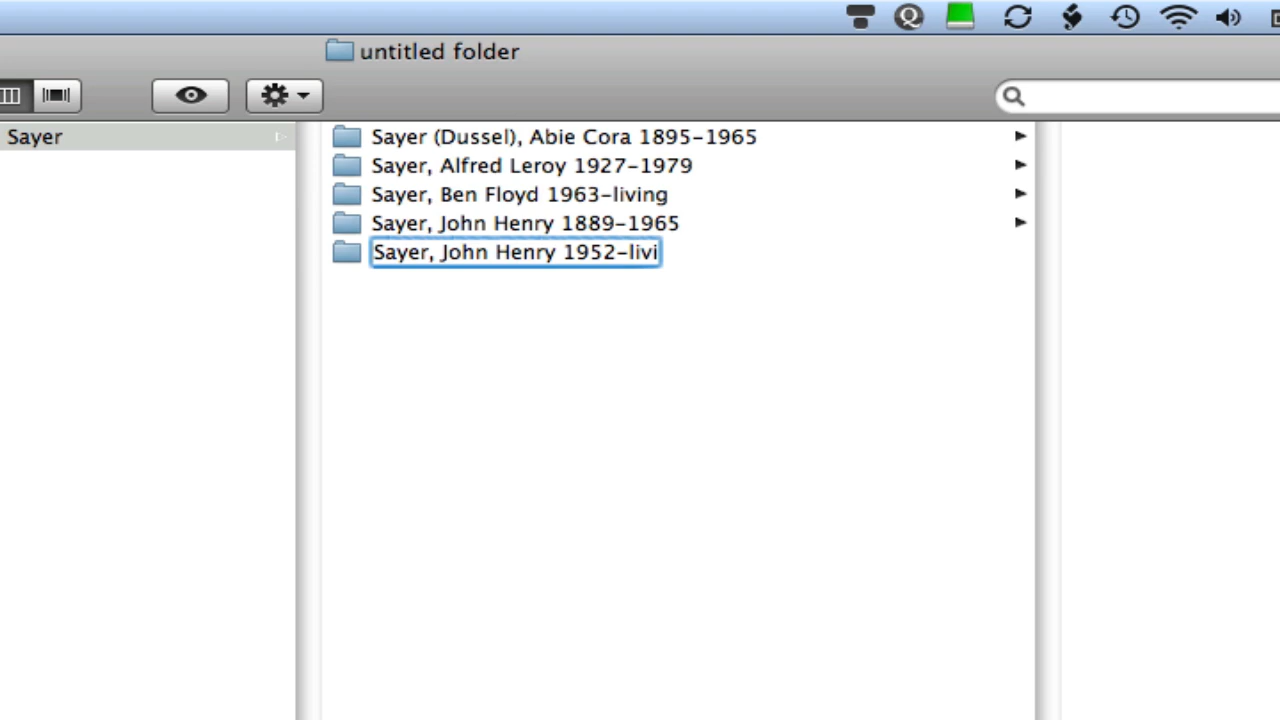 untitled folder
Sayer
Sayer (Dussel), Abie Cora 1895-1965
Sayer, Alfred Leroy 1927-1979
Sayer, Ben Floyd 1963-living
Sayer, John Henry 1889-1965
Sayer, John Henry 1952-livi